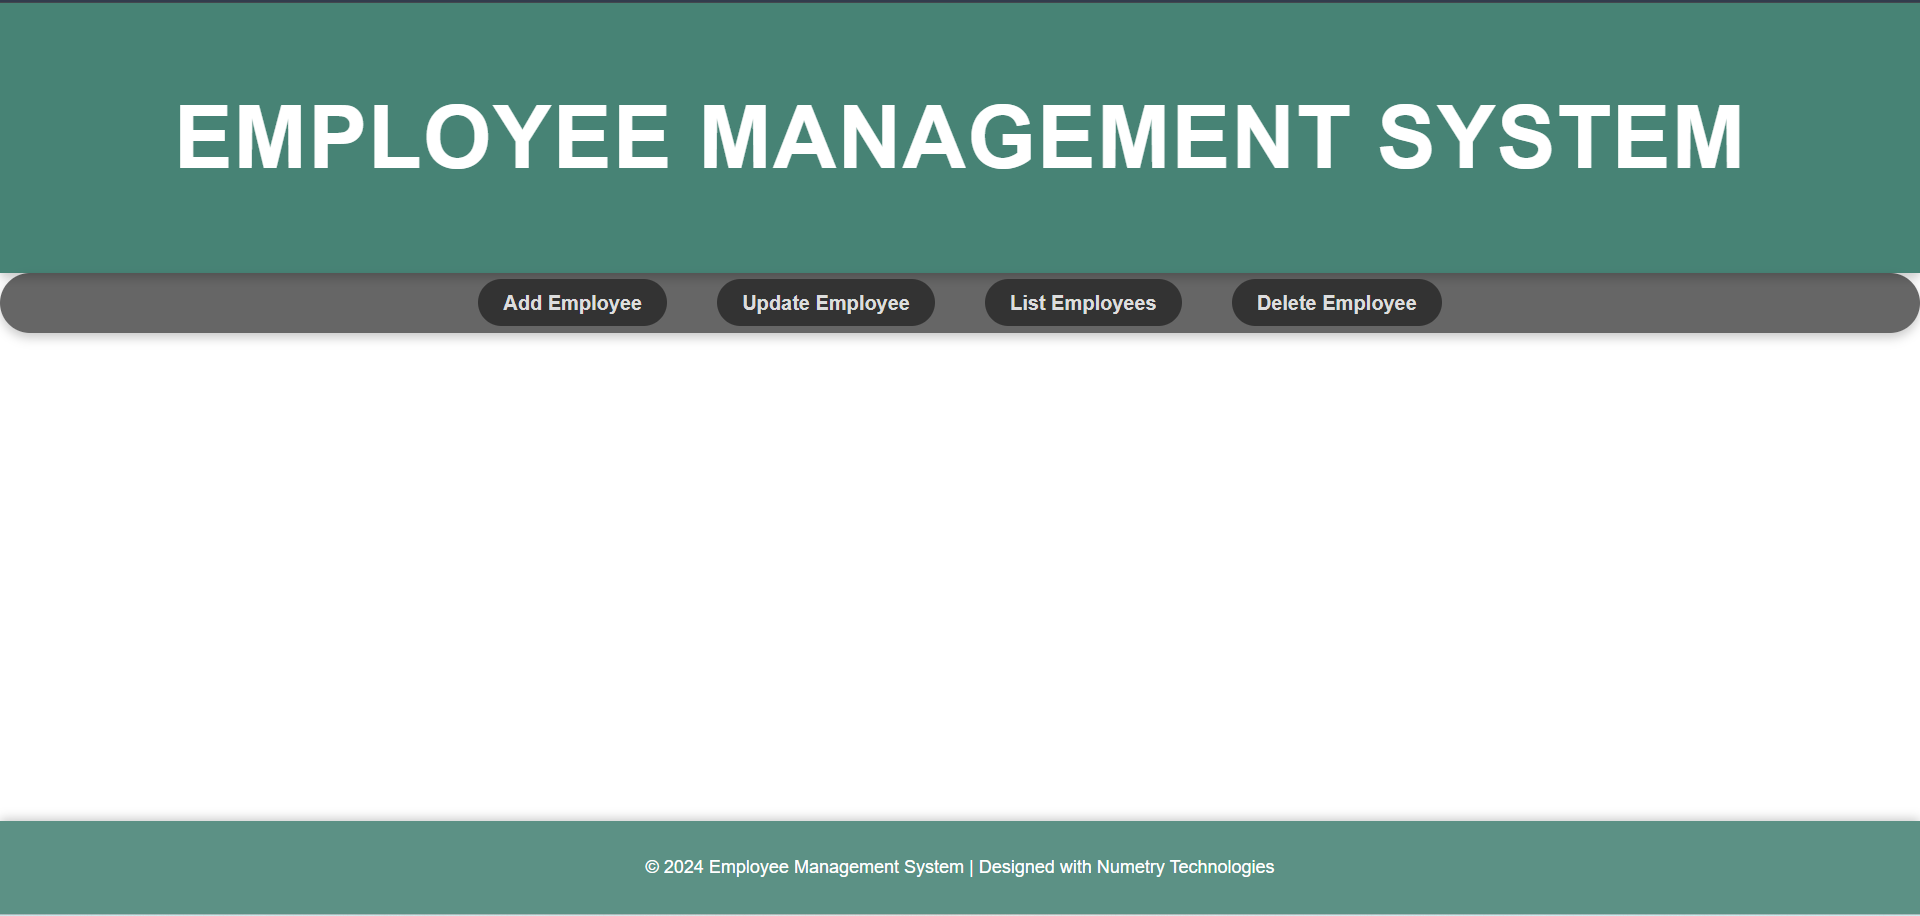 EMPLOYEE MANAGEMENT SYSTEM
Add Employee Update Employee List Employees Delete Employee
© 2024 Employee Management System | Designed with Numetry Technologies